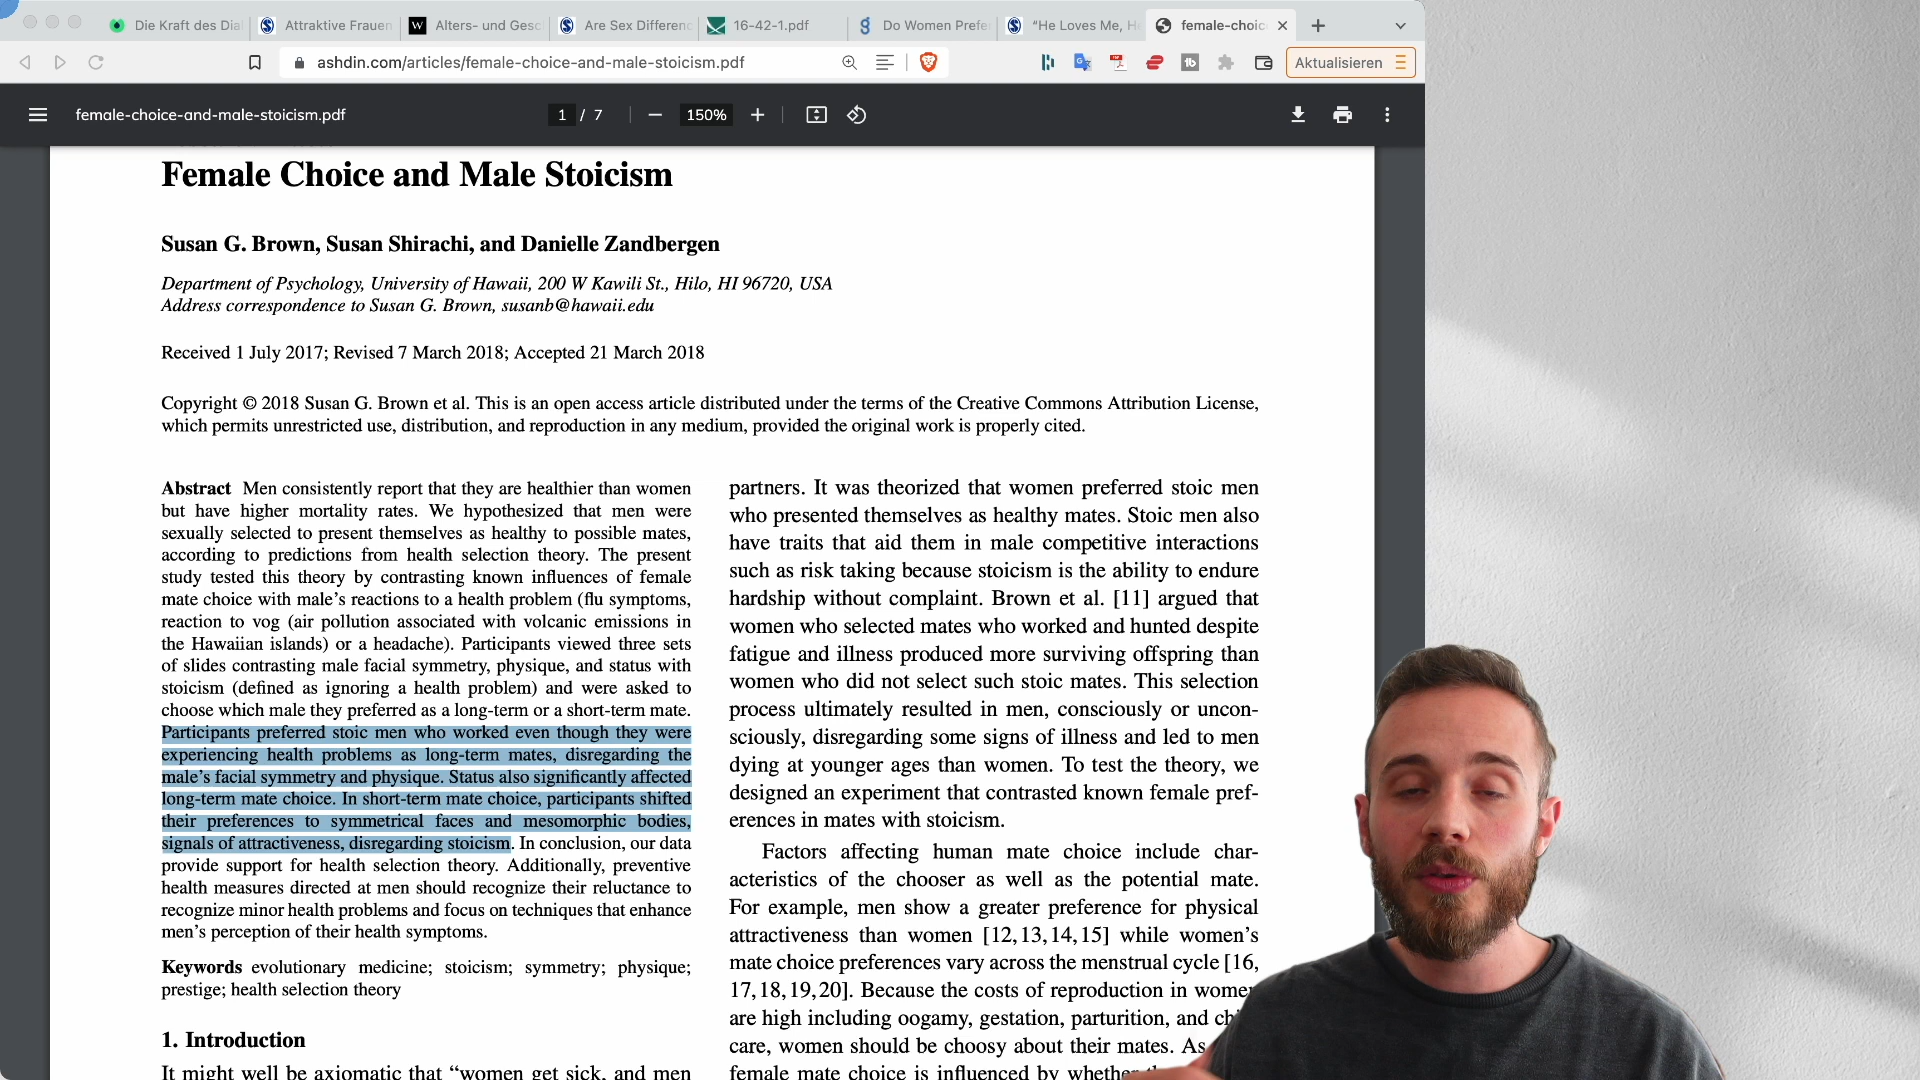 Die Kraft des Dia
Attraktive Frauen
Alters- und Gesc
Are Sex Differenc
16-42-1.pdf
Do Women Prefe
“He Loves Me, He
female-choic
ashdin.com/articles/female-choice-and-male-stoicism.pdf
Aktualisieren
female-choice-and-male-stoicism.pdf
1 / 7
150%
Female Choice and Male Stoicism
Susan G. Brown, Susan Shirachi, and Danielle Zandbergen
Department of Psychology, University of Hawaii, 200 W Kawili St., Hilo, HI 96720, USA
Address correspondence to Susan G. Brown, susanb@hawaii.edu
Received 1 July 2017; Revised 7 March 2018; Accepted 21 March 2018
Copyright © 2018 Susan G. Brown et al. This is an open access article distributed under the terms of the Creative Commons Attribution License,
which permits unrestricted use, distribution, and reproduction in any medium, provided the original work is properly cited.
Abstract Men consistently report that they are healthier than women
but have higher mortality rates. We hypothesized that men were
sexually selected to present themselves as healthy to possible mates,
according to predictions from health selection theory. The present
study tested this theory by contrasting known influences of female
mate choice with male’s reactions to a health problem (flu symptoms,
reaction to vog (air pollution associated with volcanic emissions in
the Hawaiian islands) or a headache). Participants viewed three sets
of slides contrasting male facial symmetry, physique, and status with
stoicism (defined as ignoring a health problem) and were asked to
choose which male they preferred as a long-term or a short-term mate.
Participants preferred stoic men who worked even though they were
experiencing health problems as long-term mates, disregarding the
male’s facial symmetry and physique. Status also significantly affected
long-term mate choice. In short-term mate choice, participants shifted
their preferences to symmetrical faces and mesomorphic bodies,
signals of attractiveness, disregarding stoicism. In conclusion, our data
provide support for health selection theory. Additionally, preventive
health measures directed at men should recognize their reluctance to
recognize minor health problems and focus on techniques that enhance
men’s perception of their health symptoms.
Keywords evolutionary medicine; stoicism; symmetry; physique;
prestige; health selection theory
1. Introduction
It might well be axiomatic that “women get sick, and men
partners. It was theorized that women preferred stoic men
who presented themselves as healthy mates. Stoic men also
have traits that aid them in male competitive interactions
such as risk taking because stoicism is the ability to endure
hardship without complaint. Brown et al. [11] argued that
women who selected mates who worked and hunted despite
fatigue and illness produced more surviving offspring than
women who did not select such stoic mates. This selection
process ultimately resulted in men, consciously or uncon-
sciously, disregarding some signs of illness and led to men
dying at younger ages than women. To test the theory, we
designed an experiment that contrasted known female pref-
erences in mates with stoicism.
Factors affecting human mate choice include char-
acteristics of the chooser as well as the potential mate.
For example, men show a greater preference for physical
attractiveness than women [12,13,14,15] while women’s
mate choice preferences vary across the menstrual cycle [16,
17,18,19,20]. Because the costs of reproduction in women
are high including oogamy, gestation, parturition, and
care, women should be choosy about their mates. As
female mate choice is influenced by whether